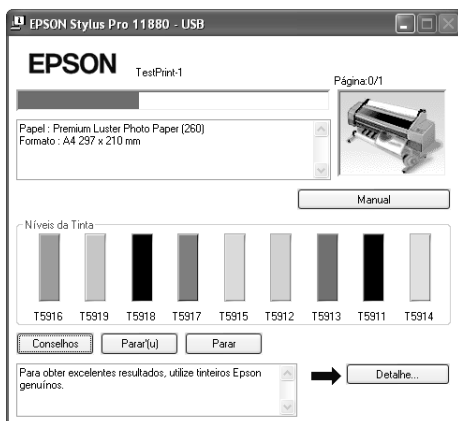 EPSON Stylus Pro 11880 - USB
EPSON
TestPrint-1
Página:0/1
Papel : Premium Luster Photo Paper (260)
Formato : A4 297 x 210 mm
Manual
Níveis da Tinta
T5916 T5919 T5918 T5917 T5915 T5912 T5913 T5911 T5914
Conselhos Parar'(u) Parar
Para obter excelentes resultados, utilize tinteiros Epson
genuínos.
Detalhe...